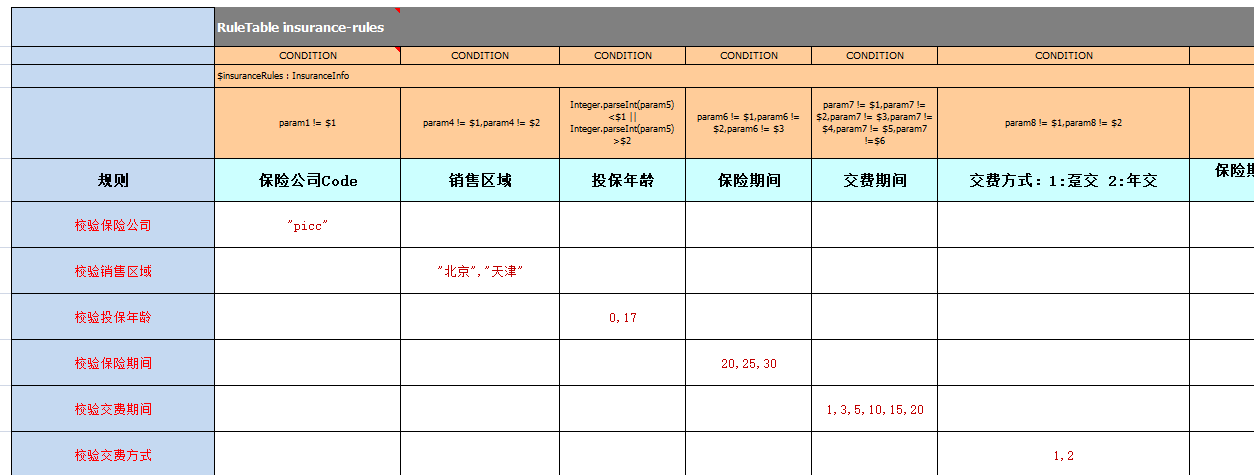 RuleTable insurance-rules
CONDITION CONDITION CONDITION CONDITION CONDITION CONDITION
$insuranceRules : InsuranceInfo
param1 != $1
param4 != $1,param4 != $2
Integer.parseInt(param5)
<$1 ||
Integer.parseInt(param5)
>$2
param6 != $1,param6 !=
$2,param6 != $3
param7 != $1,param7 !=
$2,param7 != $3,param7 !=
$4,param7 != $5,param7
!=$6
param8 != $1,param8 != $2
规则 保险公司Code 销售区域 投保年龄 保险期间 交费期间 交费方式：1:趸交 2:年交 保险期
校验保险公司 "picc"
校验销售区域 "北京","天津"
校验投保年龄 0,17
校验保险期间 20,25,30
校验交费期间 1,3,5,10,15,20
校验交费方式 1,2